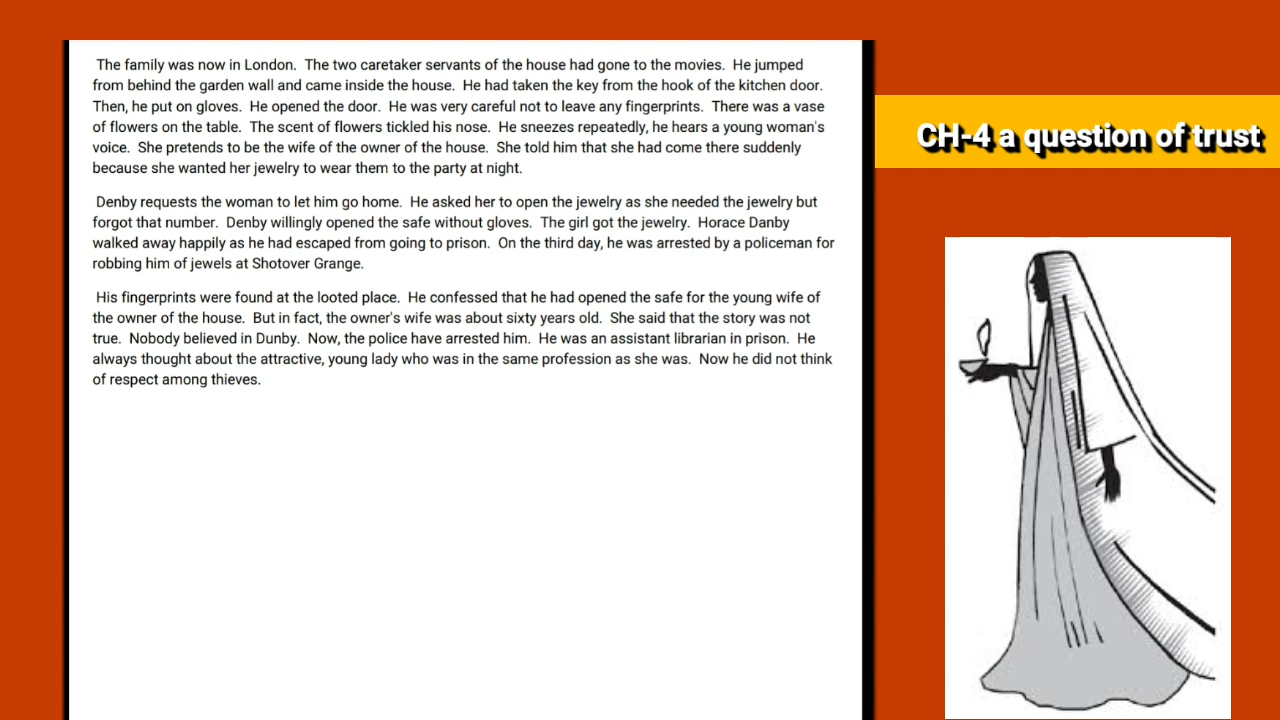 The family was now in London. The two caretaker servants of the house had gone to the movies. He jumped
from behind the garden wall and came inside the house. He had taken the key from the hook of the kitchen door.
Then, he put on gloves. He opened the door. He was very careful not to leave any fingerprints. There was a vase
of flowers on the table. The scent of flowers tickled his nose. He sneezes repeatedly, he hears a young woman's
voice. She pretends to be the wife of the owner of the house. She told him that she had come there suddenly
because she wanted her jewelry to wear them to the party at night.
Denby requests the woman to let him go home. He asked her to open the jewelry as she needed the jewelry but
forgot that number. Denby willingly opened the safe without gloves. The girl got the jewelry. Horace Danby
walked away happily as he had escaped from going to prison. On the third day, he was arrested by a policeman for
robbing him of jewels at Shotover Grange.
His fingerprints were found at the looted place. He confessed that he had opened the safe for the young wife of
the owner of the house. But in fact, the owner's wife was about sixty years old. She said that the story was not
true. Nobody believed in Dunby. Now, the police have arrested him. He was an assistant librarian in prison. He
always thought about the attractive, young lady who was in the same profession as she was. Now he did not think
of respect among thieves.
CH-4 a question of trust